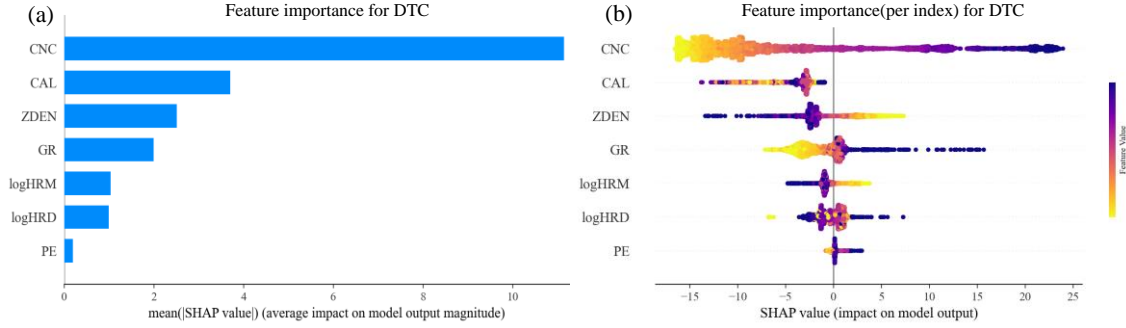 (a)
Feature importance for DTC
CNC
CAL
ZDEN
GR
logHRM
logHRD
PE
0 2 4 6 8 10
mean(|SHAP value|) (average impact on model output magnitude)
(b)
Feature importance(per index) for DTC
CNC
CAL
ZDEN
GR
logHRM
logHRD
PE
−15 −10 −5 0 5 10 15 20 25
SHAP value (impact on model output)
Feature Value